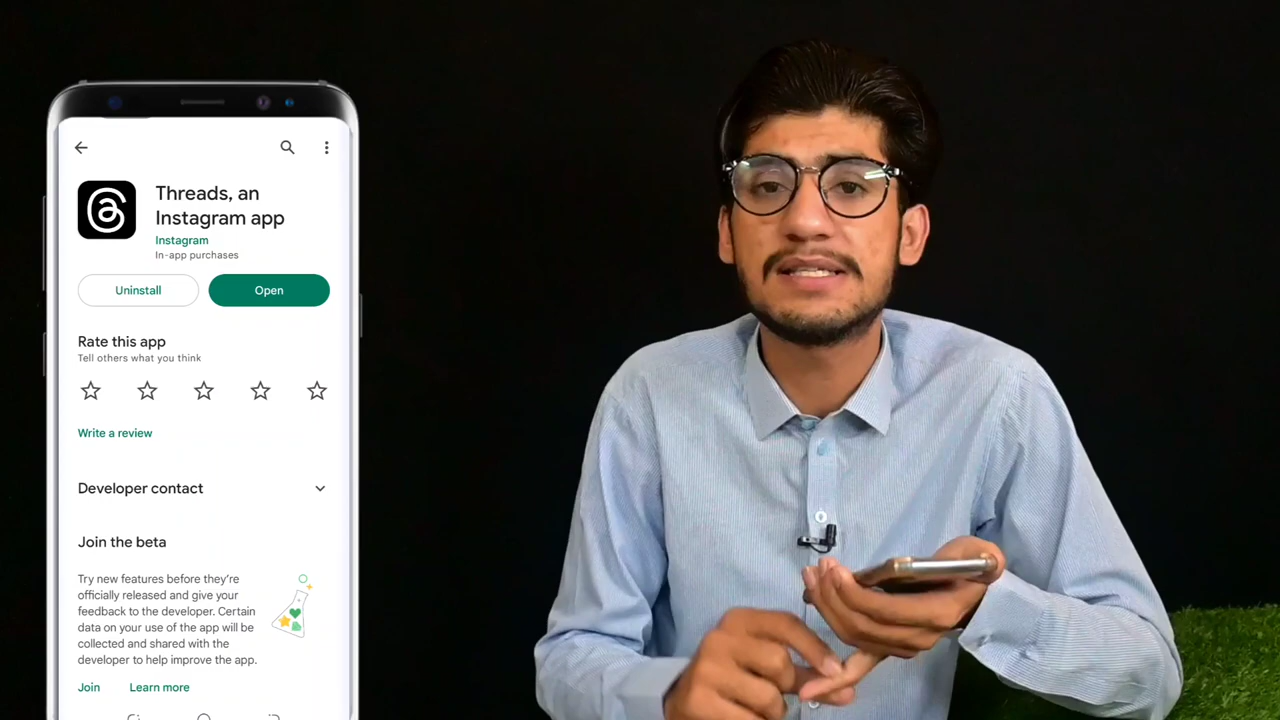 Threads, an
Instagram app
Instagram
In-app purchases
Uninstall
Open
Rate this app
Tell others what you think
Write a review
Developer contact
Join the beta
Try new features before they're
officially released and give your
feedback to the developer. Certain
data on your use of the app will be
collected and shared with the
developer to help improve the app.
Join
Learn more